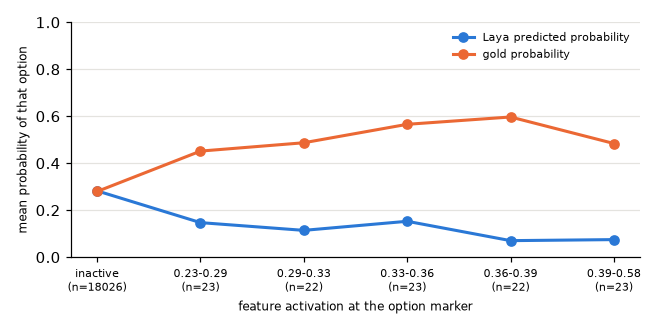 1.0
0.8
0.6
0.4
0.2
0.0
mean probability of that option
Laya predicted probability
gold probability
inactive 0.23-0.29 0.29-0.33 0.33-0.36 0.36-0.39 0.39-0.58
(n=18026) (n=23) (n=22) (n=23) (n=22) (n=23)
feature activation at the option marker